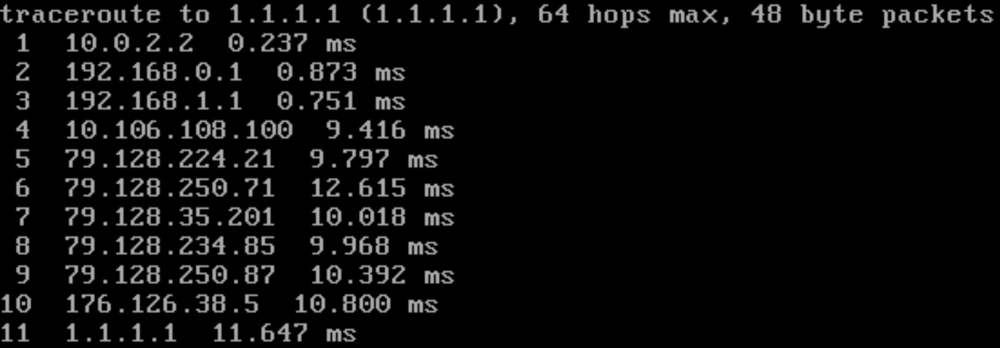 traceroute to 1.1.1.1 (1.1.1.1), 64 hops max, 48 byte packets
 1  10.0.2.2  0.237 ms
 2  192.168.0.1  0.873 ms
 3  192.168.1.1  0.751 ms
 4  10.106.108.100  9.416 ms
 5  79.128.224.21  9.797 ms
 6  79.128.250.71  12.615 ms
 7  79.128.35.201  10.018 ms
 8  79.128.234.85  9.968 ms
 9  79.128.250.87  10.392 ms
10  176.126.38.5  10.800 ms
11  1.1.1.1  11.647 ms